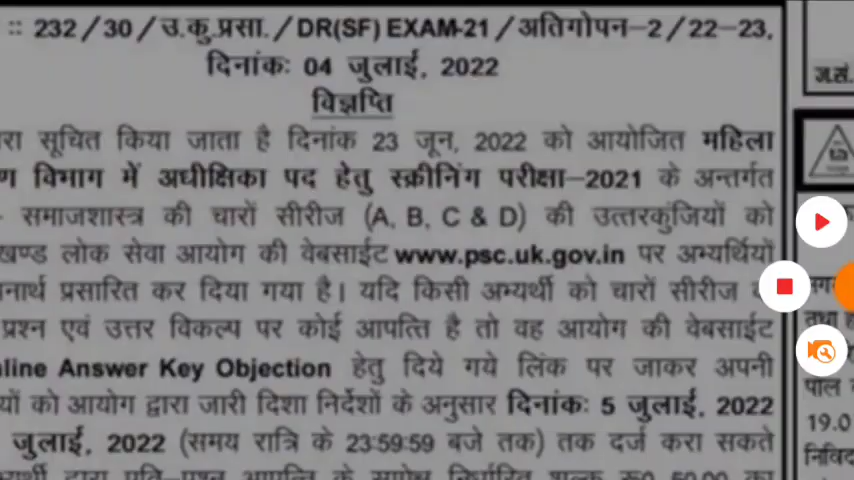 :: 232/30/उ.कु.प्रसा./DR(SF) EXAM-21/अतिगोपन-2/22-23,
दिनांकः 04 जुलाई, 2022
विज्ञप्ति
सूचित किया जाता है दिनांक 23 जून, 2022 को आयोजित महिला
विभाग में अधीक्षिका पद हेतु स्क्रीनिंग परीक्षा-2021 के अन्तर्गत
- समाजशास्त्र की चारों सीरीज (A, B, C & D) की उत्तरकुंजियों को
खण्ड लोक सेवा आयोग की वेबसाईट www.psc.uk.gov.in पर अभ्यर्थियों
नार्थ प्रसारित कर दिया गया है। यदि किसी अभ्यर्थी को चारों सीरीज
प्रश्न एवं उत्तर विकल्प पर कोई आपत्ति है तो वह आयोग की वेबसाईट
nline Answer Key Objection हेतु दिये गये लिंक पर जाकर अपनी
यों को आयोग द्वारा जारी दिशा निर्देशों के अनुसार दिनांकः 5 जुलाई, 2022
जुलाई, 2022 (समय रात्रि के 23:59:59 बजे तक) तक दर्ज करा सकते
ज.सं.
पाल
19.0
निविद